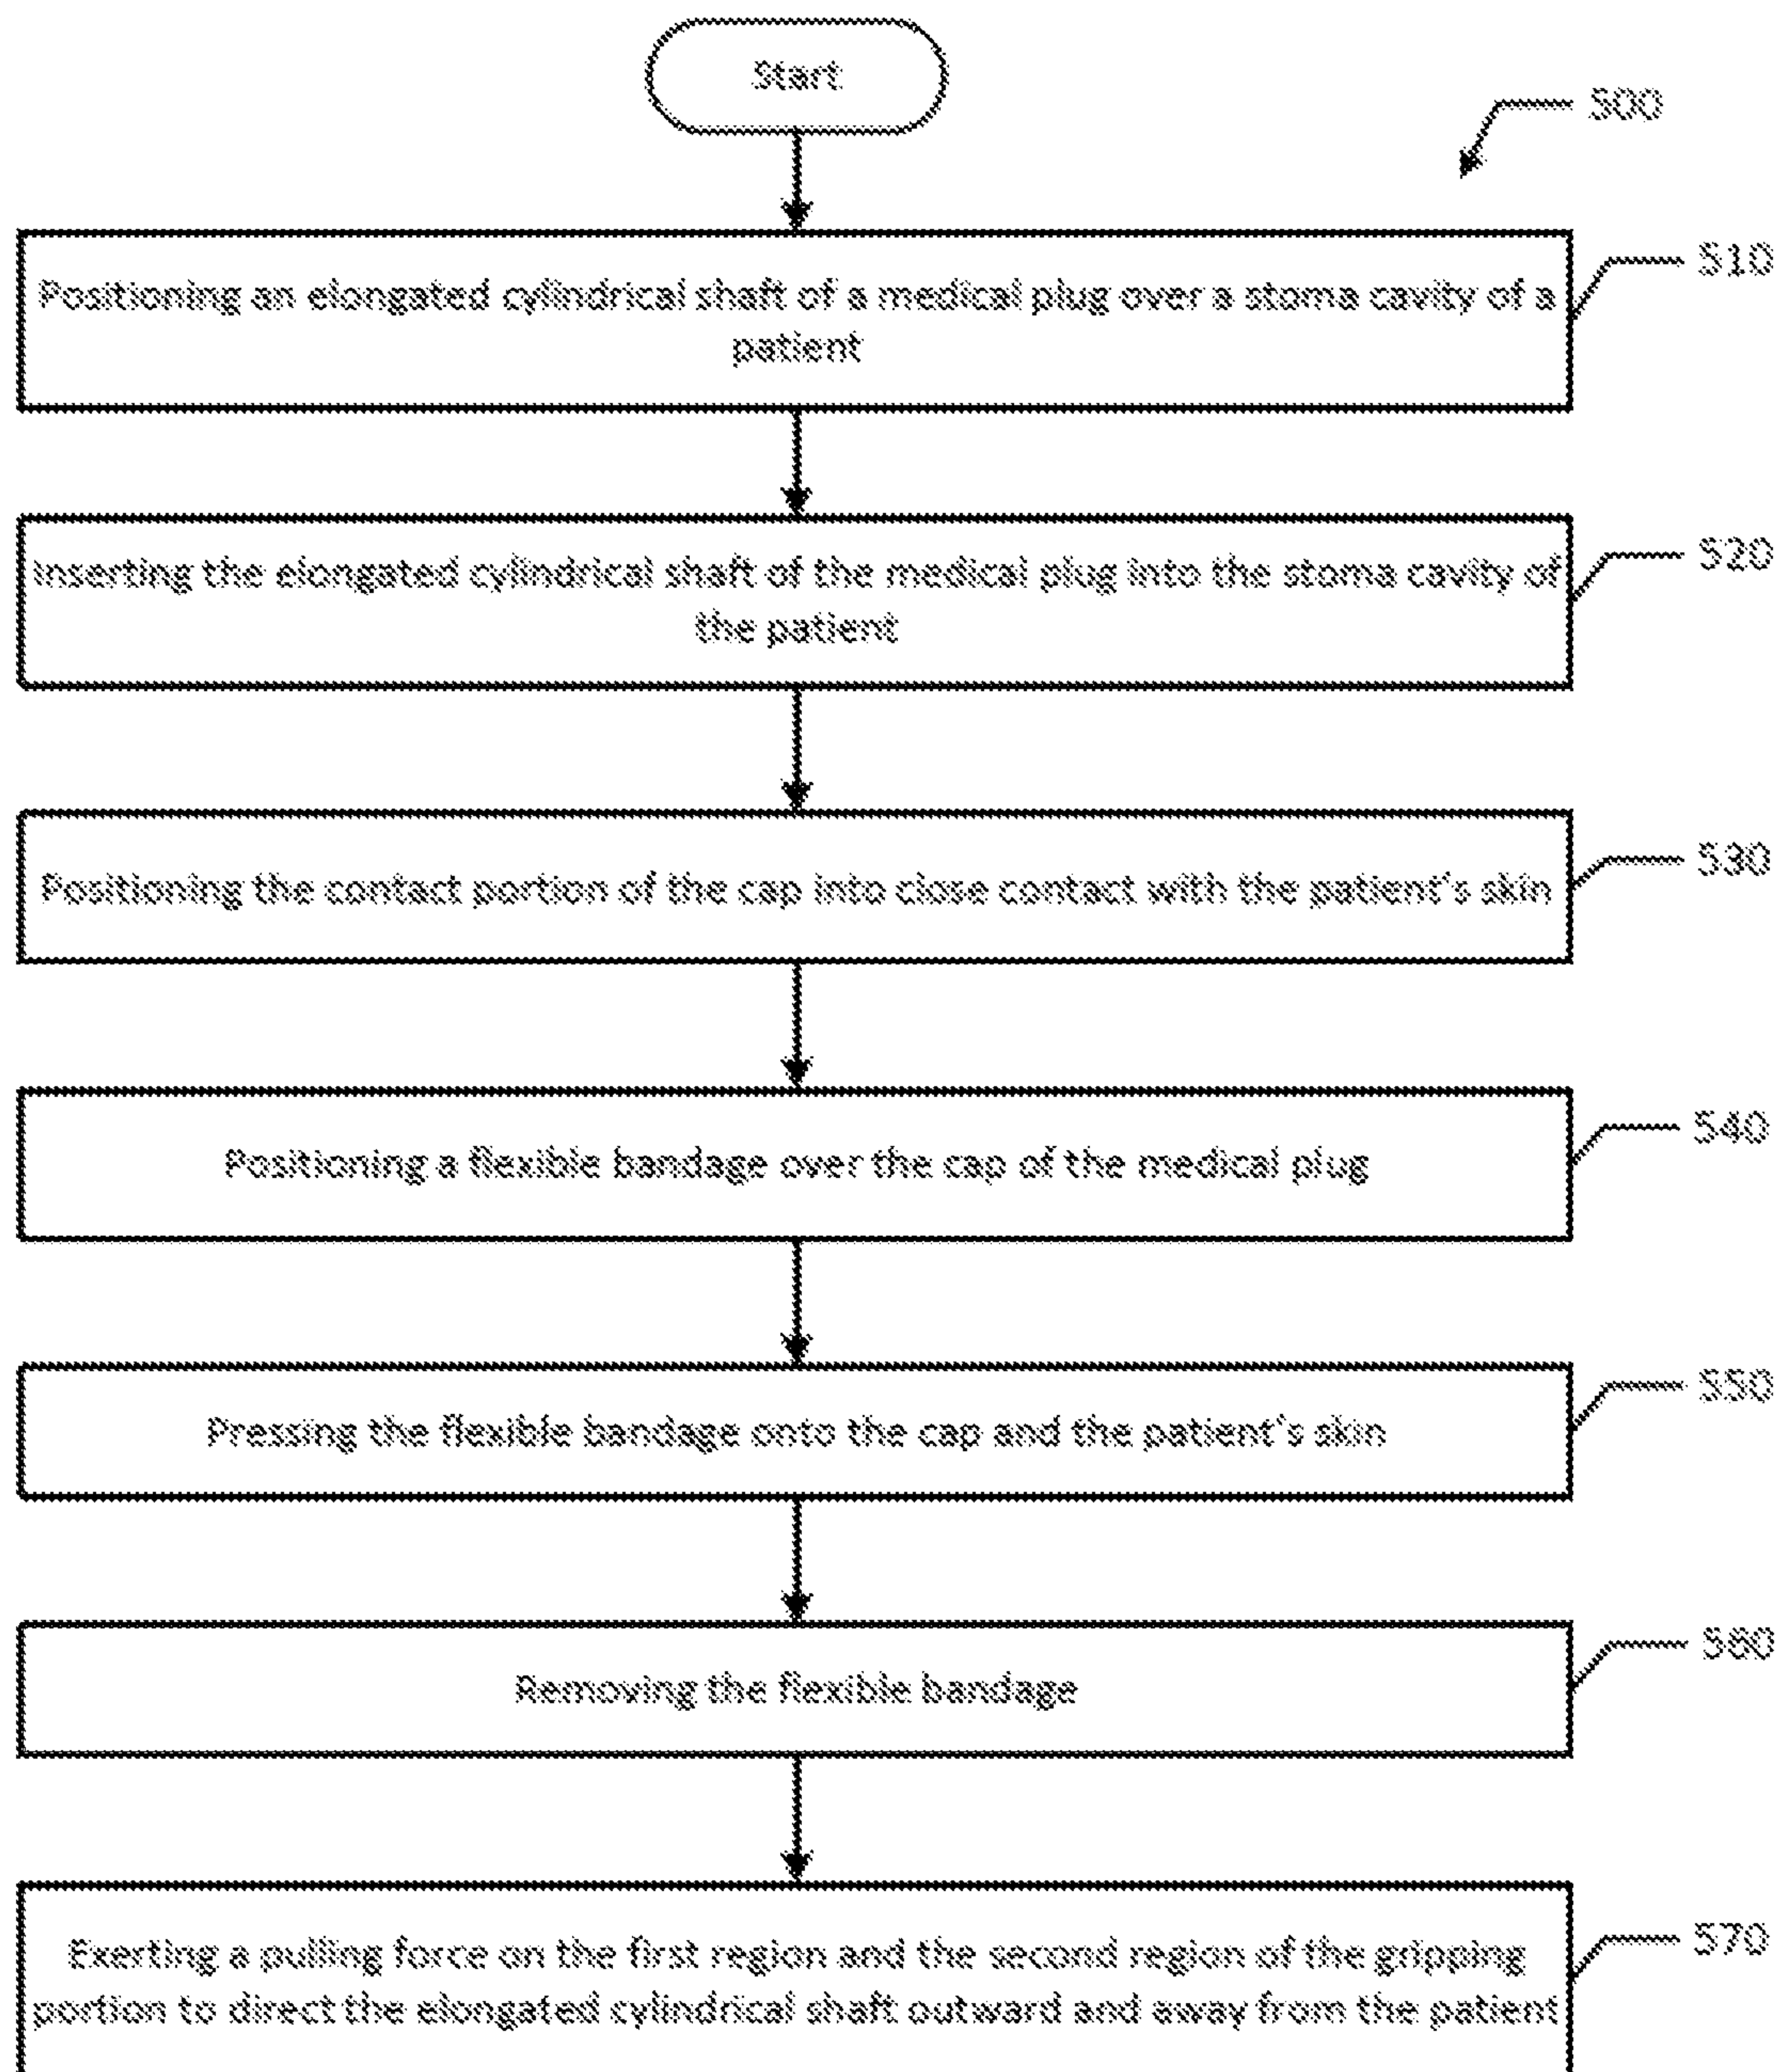 Start
500
510
Positioning an elongated cylindrical shaft of a medical plug over a stoma cavity of a
patient
520
Inserting the elongated cylindrical shaft of the medical plug into the stoma cavity of
the patient
530
Positioning the contact portion of the cap into close contact with the patient's skin
540
Positioning a flexible bandage over the cap of the medical plug
550
Pressing the flexible bandage onto the cap and the patient's skin
560
Removing the flexible bandage
570
Exerting a pulling force on the first region and the second region of the gripping
portion to direct the elongated cylindrical shaft outward and away from the patient